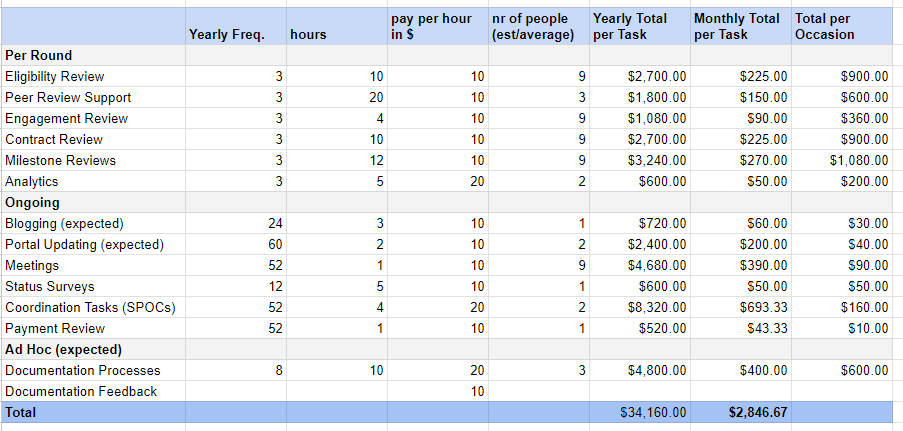 Yearly Freq. hours pay per hour in $ nr of people (est/average) Yearly Total per Task Monthly Total per Task Total per Occasion
Per Round
Eligibility Review 3 10 10 9 $2,700.00 $225.00 $900.00
Peer Review Support 3 20 10 3 $1,800.00 $150.00 $600.00
Engagement Review 3 4 10 9 $1,080.00 $90.00 $360.00
Contract Review 3 10 10 9 $2,700.00 $225.00 $900.00
Milestone Reviews 3 12 10 9 $3,240.00 $270.00 $1,080.00
Analytics 3 5 20 2 $600.00 $50.00 $200.00
Ongoing
Blogging (expected) 24 3 10 1 $720.00 $60.00 $30.00
Portal Updating (expected) 60 2 10 2 $2,400.00 $200.00 $40.00
Meetings 52 1 10 9 $4,680.00 $390.00 $90.00
Status Surveys 12 5 10 1 $600.00 $50.00 $50.00
Coordination Tasks (SPOCs) 52 4 20 2 $8,320.00 $693.33 $160.00
Payment Review 52 1 10 1 $520.00 $43.33 $10.00
Ad Hoc (expected)
Documentation Processes 8 10 20 3 $4,800.00 $400.00 $600.00
Documentation Feedback 10
Total $34,160.00 $2,846.67